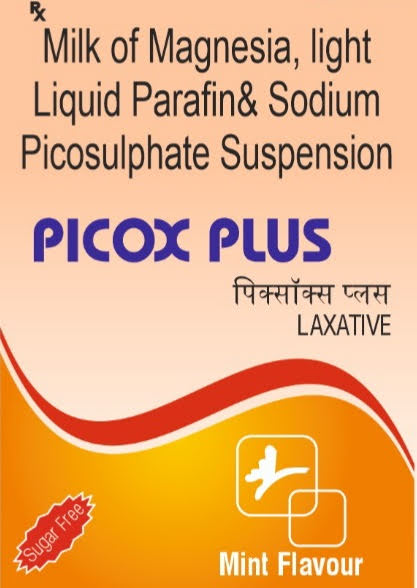 Rx
Milk of Magnesia, light
Liquid Parafin& Sodium
Picosulphate Suspension
PICOX PLUS
पिक्सॉक्स प्लस
LAXATIVE
Sugar Free
Mint Flavour